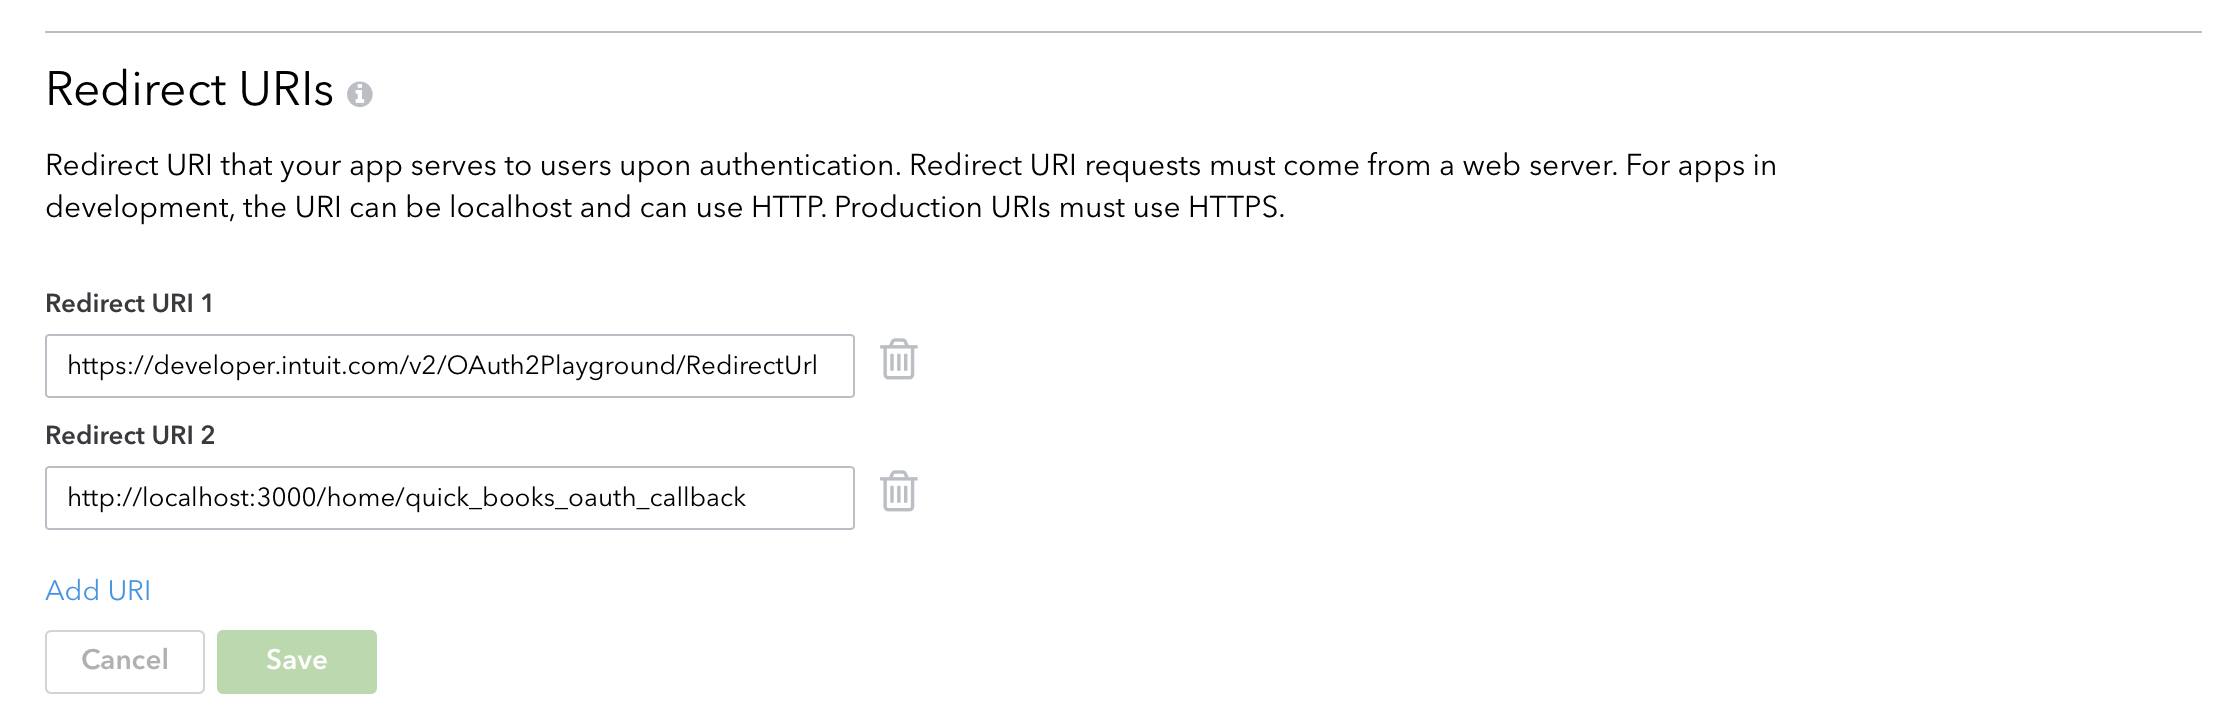 Redirect URIs
Redirect URI that your app serves to users upon authentication. Redirect URI requests must come from a web server. For apps in
development, the URI can be localhost and can use HTTP. Production URIs must use HTTPS.
Redirect URI 1
https://developer.intuit.com/v2/OAuth2Playground/RedirectUrl
Redirect URI 2
http://localhost:3000/home/quick_books_oauth_callback
Add URI
Cancel Save